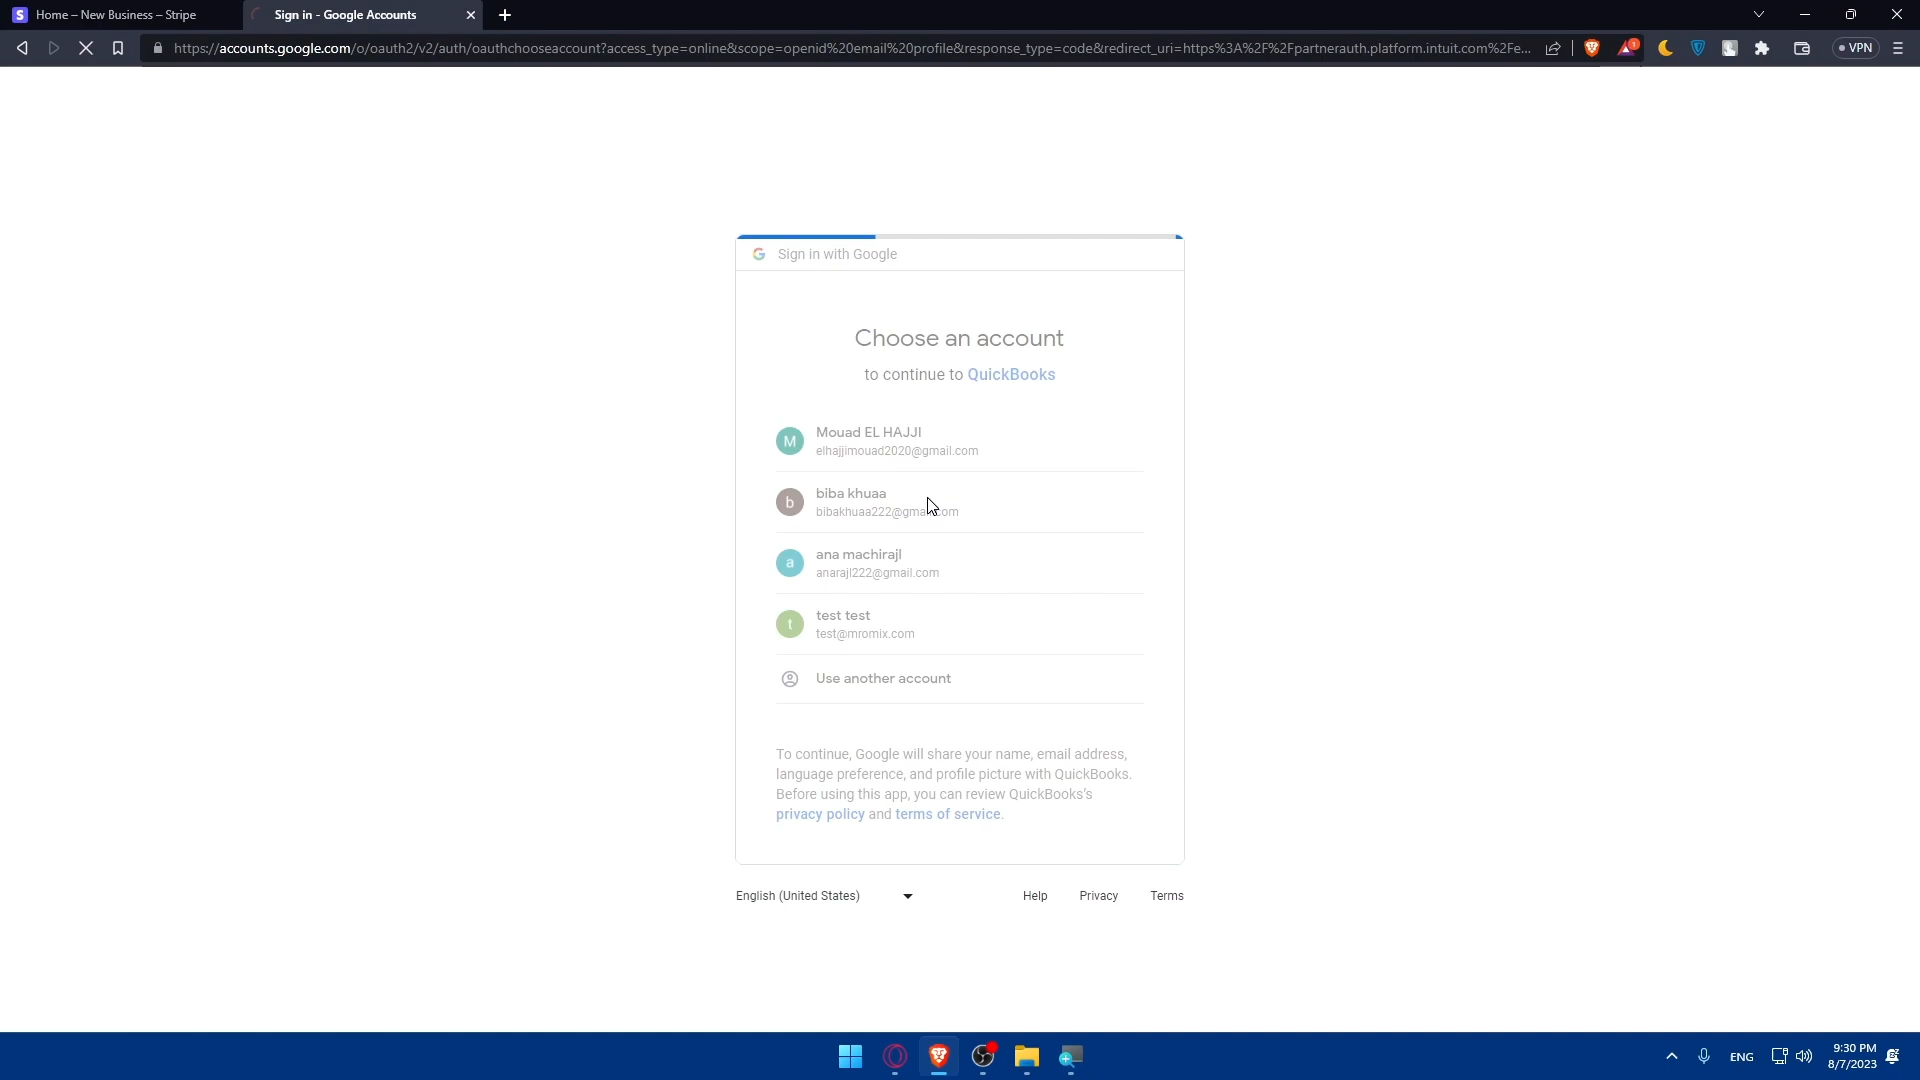 Home – New Business – Stripe
Sign in - Google Accounts
https://accounts.google.com/o/oauth2/v2/auth/oauthchooseaccount?access_type=online&scope=openid%20email%20profile&response_type=code&redirect_uri=https%3A%2F%2Fpartnerauth.platform.intuit.com%2Fe...
1
VPN
Sign in with Google
Choose an account
to continue to QuickBooks
M
Mouad EL HAJJI
elhajjimouad2020@gmail.com
b
biba khuaa
bibakhuaa222@gma com
a
ana machirajl
anarajl222@gmail.com
t
test test
test@mromix.com
Use another account
To continue, Google will share your name, email address,
language preference, and profile picture with QuickBooks.
Before using this app, you can review QuickBooks's
privacy policy and terms of service.
English (United States)
Help
Privacy
Terms
ENG
9:30 PM
8/7/2023